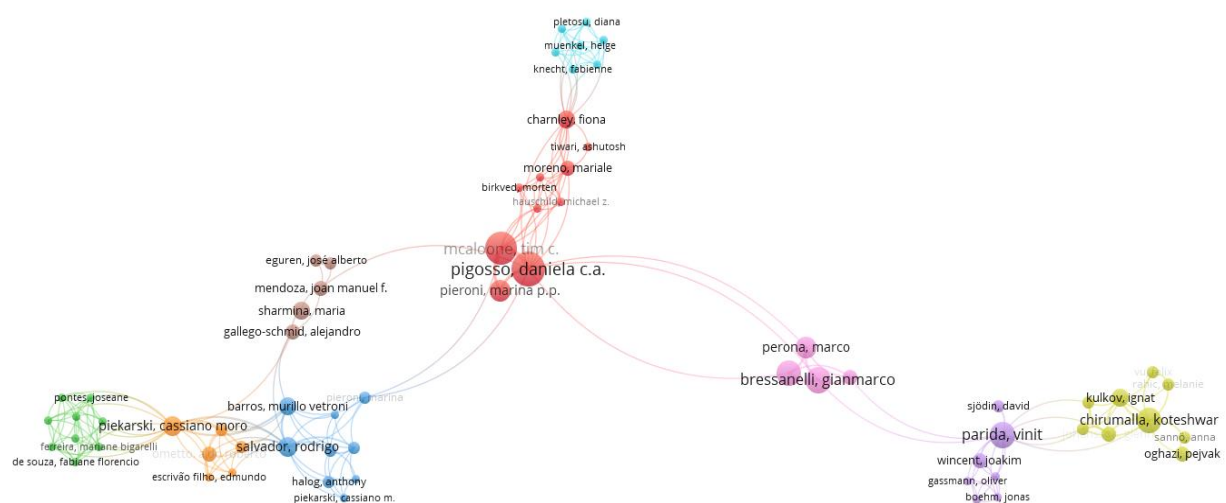 pletosu, diana
muenkel, helge
knecht, fabienne
charnley, fiona
tiwari, ashutosh
moreno, mariale
birkved, morten
hauschild, michael z.
mcaloone, tim c.
pigosso, daniela c.a.
pieroni, marina p.p.
eguren, josé alberto
mendoza, joan manuel f.
sharmina, maria
gallego-schmid, alejandro
perona, marco
bressanelli, gianmarco
pontes, joseane
piekarski, cassiano moro
ferreira, mariane bigarelli
de souza, fabiane florencio
escrivão filho, edmundo
pieroni, marina
barros, murillo vetroni
salvador, rodrigo
halog, anthony
piekarski, cassiano m.
sjödin, david
parida, vinit
wincent, joakim
gassmann, oliver
boehm, jonas
kulkov, ignat
chirumalla, koteshwar
sannö, anna
oghazi, pejvak